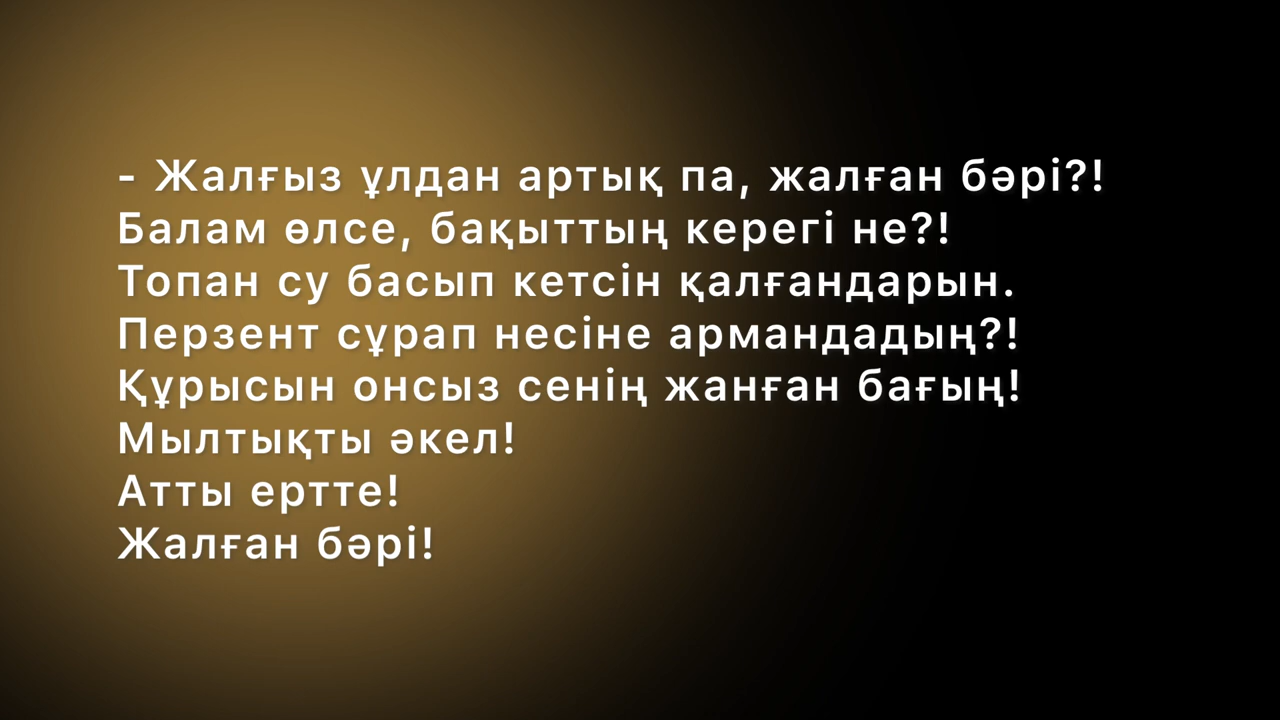 - Жалғыз ұлдан артық па, жалған бәрі?!
Балам өлсе, бақыттың керегі не?!
Топан су басып кетсін қалғандарын.
Перзент сұрап несіне армандадың?!
Құрысын онсыз сенің жанған бағың!
Мылтықты әкел!
Атты ертте!
Жалған бәрі!